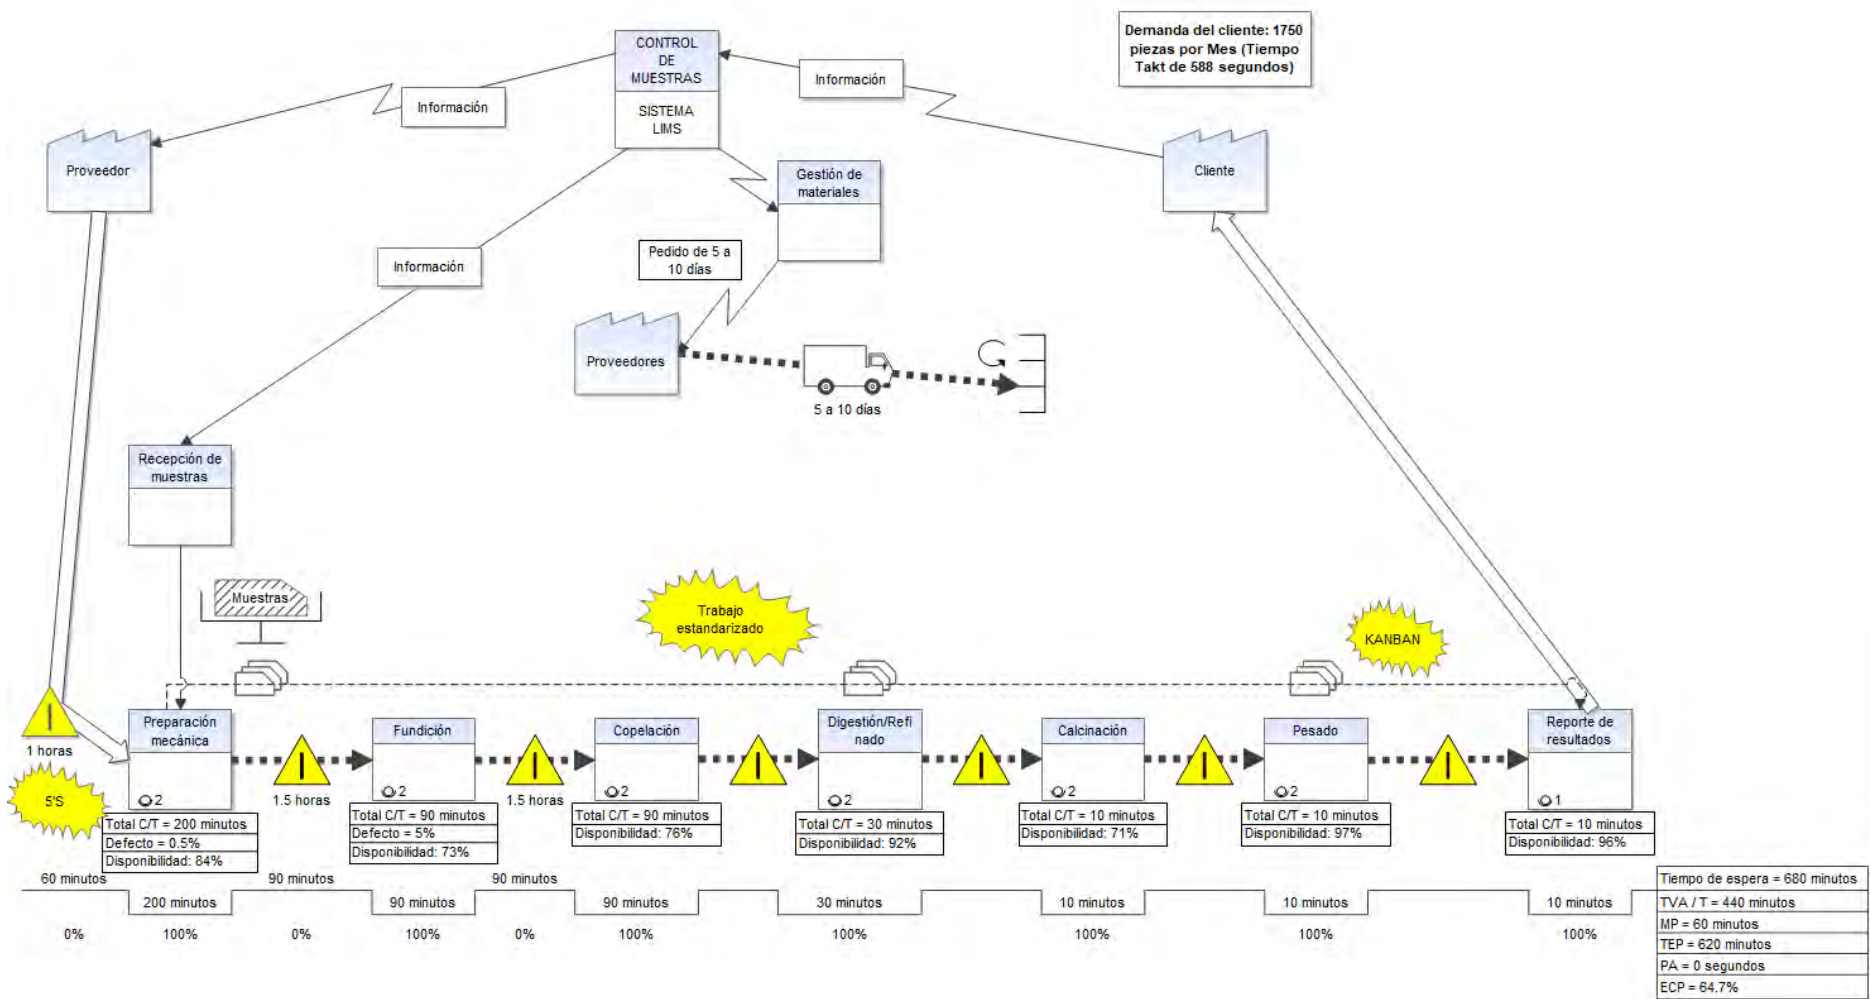 Demanda del cliente: 1750
piezas por Mes (Tiempo
Takt de 588 segundos)
CONTROL
DE
MUESTRAS
SISTEMA
LIMS
Información
Información
Proveedor
Cliente
Gestión de
materiales
Información
Pedido de 5 a
10 días
Proveedores
5 a 10 días
Recepción de
muestras
Muestras
Trabajo
estandarizado
KANBAN
1 horas
5'S
Preparación
mecánica
2
Total C/T = 200 minutos
Defecto = 0.5%
Disponibilidad: 84%
1.5 horas
Fundición
2
Total C/T = 90 minutos
Defecto = 5%
Disponibilidad: 73%
1.5 horas
Copelación
2
Total C/T = 90 minutos
Disponibilidad: 76%
Digestión/Refi
nado
2
Total C/T = 30 minutos
Disponibilidad: 92%
Calcinación
2
Total C/T = 10 minutos
Disponibilidad: 71%
Pesado
2
Total C/T = 10 minutos
Disponibilidad: 97%
Reporte de
resultados
1
Total C/T = 10 minutos
Disponibilidad: 96%
60 minutos
90 minutos
90 minutos
200 minutos
90 minutos
90 minutos
30 minutos
10 minutos
10 minutos
10 minutos
0%
100%
0%
100%
0%
100%
100%
100%
100%
100%
Tiempo de espera = 680 minutos
TVA / T = 440 minutos
MP = 60 minutos
TEP = 620 minutos
PA = 0 segundos
ECP = 64.7%